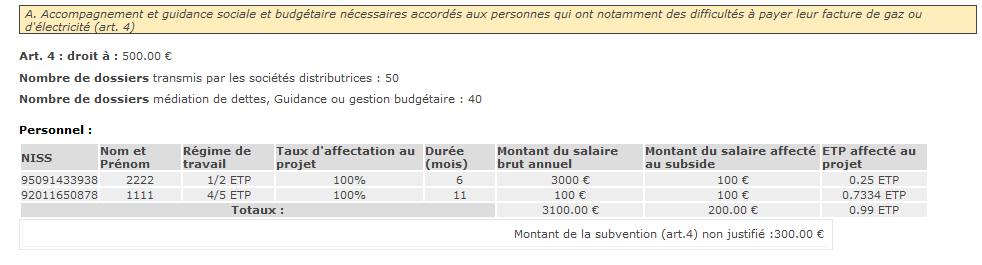 A. Accompagnement et guidance sociale et budgétaire nécessaires accordés aux personnes qui ont notamment des difficultés à payer leur facture de gaz ou
d'électricité (art. 4)
Art. 4 : droit à : 500.00 €
Nombre de dossiers transmis par les sociétés distributrices : 50
Nombre de dossiers médiation de dettes, Guidance ou gestion budgétaire : 40
Personnel :
NISS Nom et Prénom Régime de travail Taux d'affectation au projet Durée (mois) Montant du salaire brut annuel Montant du salaire affecté au subside ETP affecté au projet
95091433938 2222 1/2 ETP 100% 6 3000 € 100 € 0.25 ETP
92011650878 1111 4/5 ETP 100% 11 100 € 100 € 0.7334 ETP
Totaux : 3100.00 € 200.00 € 0.99 ETP
Montant de la subvention (art.4) non justifié :300.00 €